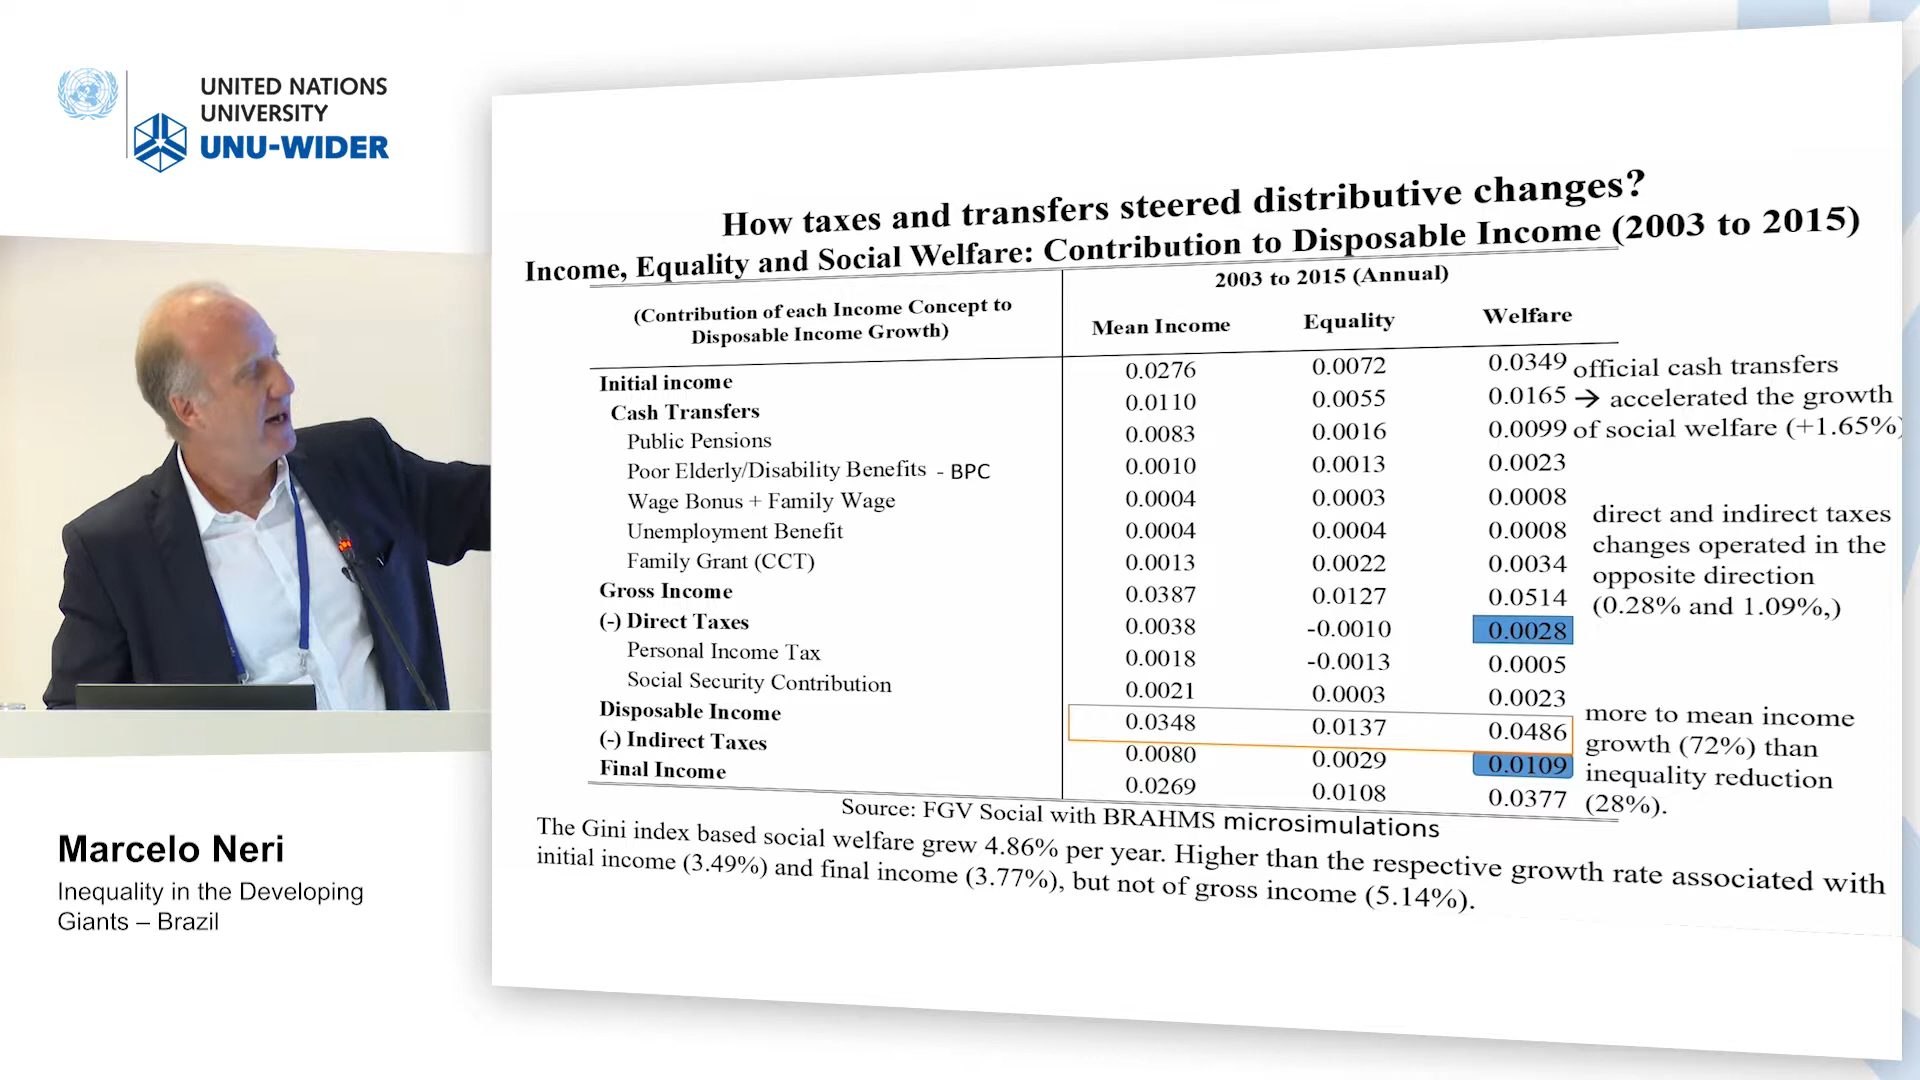 UNITED NATIONS
UNIVERSITY
UNU-WIDER
How taxes and transfers steered distributive changes?
Income, Equality and Social Welfare: Contribution to Disposable Income (2003 to 2015)
(Contribution of each Income Concept to
Disposable Income Growth)
2003 to 2015 (Annual)
Mean Income Equality Welfare
Initial income 0.0276 0.0072 0.0349
Cash Transfers 0.0110 0.0055 0.0165
Public Pensions 0.0083 0.0016 0.0099
Poor Elderly/Disability Benefits - BPC 0.0010 0.0013 0.0023
Wage Bonus + Family Wage 0.0004 0.0003 0.0008
Unemployment Benefit 0.0004 0.0004 0.0008
Family Grant (CCT) 0.0013 0.0022 0.0034
Gross Income 0.0387 0.0127 0.0514
(-) Direct Taxes 0.0038 -0.0010 0.0028
Personal Income Tax 0.0018 -0.0013 0.0005
Social Security Contribution 0.0021 0.0003 0.0023
Disposable Income 0.0348 0.0137 0.0486
(-) Indirect Taxes 0.0080 0.0029 0.0109
Final Income 0.0269 0.0108 0.0377
official cash transfers
→ accelerated the growth
of social welfare (+1.65%)
direct and indirect taxes
changes operated in the
opposite direction
(0.28% and 1.09%,)
more to mean income
growth (72%) than
inequality reduction
(28%).
Source: FGV Social with BRAHMS microsimulations
The Gini index based social welfare grew 4.86% per year. Higher than the respective growth rate associated with
initial income (3.49%) and final income (3.77%), but not of gross income (5.14%).
Marcelo Neri
Inequality in the Developing
Giants – Brazil